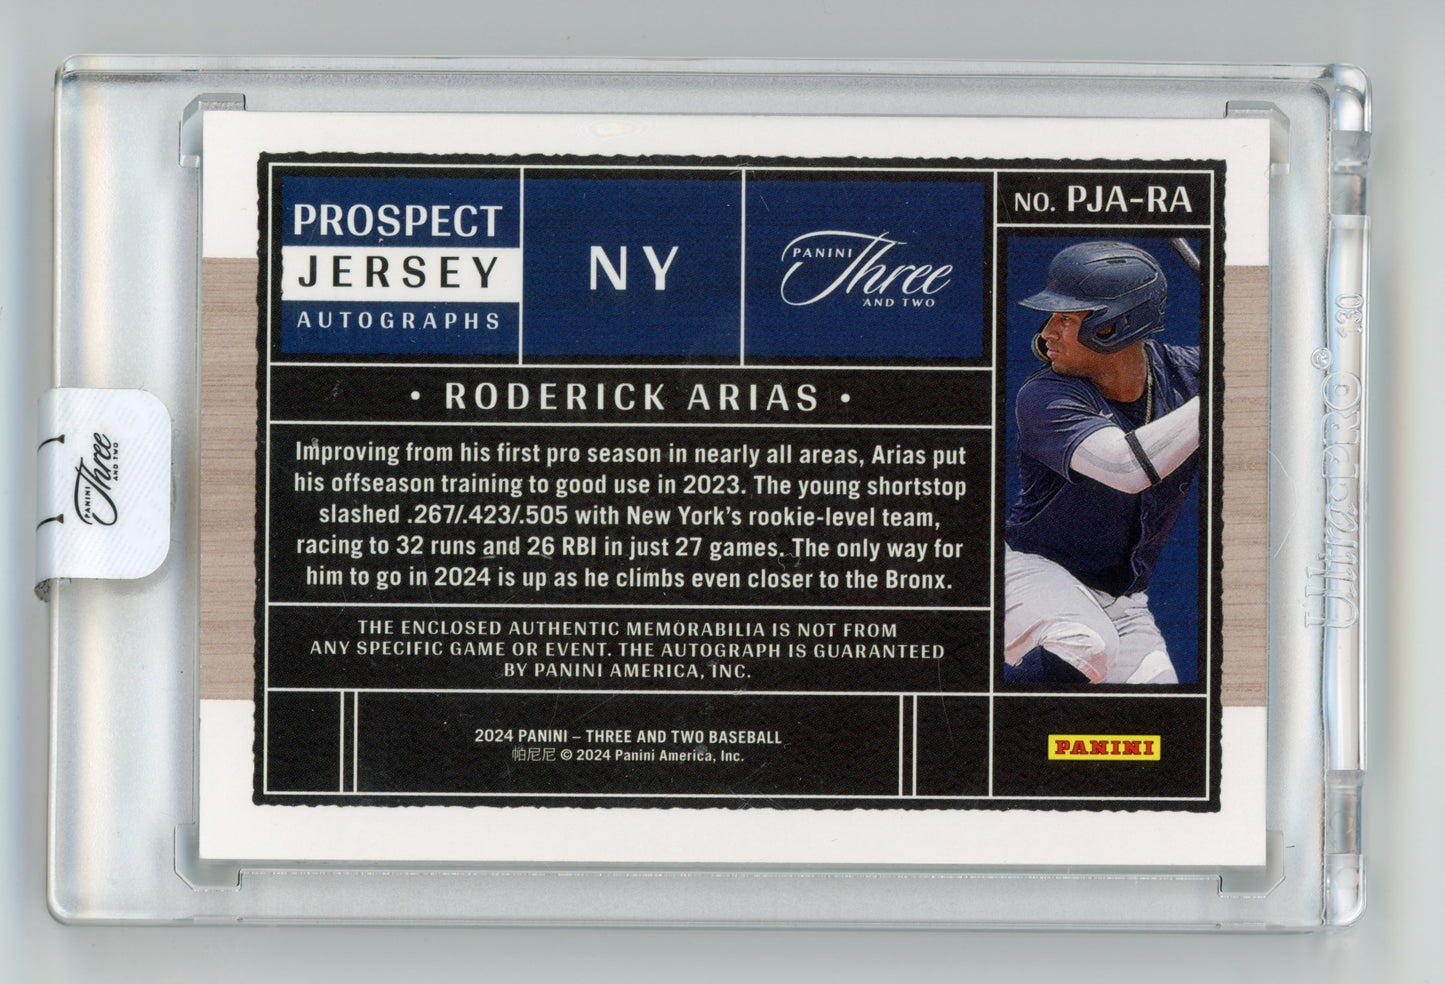 PROSPECT
JERSEY
AUTOGRAPHS
NY
PANINI
Three
AND TWO
NO. PJA-RA
• RODERICK ARIAS •
Improving from his first pro season in nearly all areas, Arias put
his offseason training to good use in 2023. The young shortstop
slashed .267/.423/.505 with New York's rookie-level team,
racing to 32 runs and 26 RBI in just 27 games. The only way for
him to go in 2024 is up as he climbs even closer to the Bronx.
THE ENCLOSED AUTHENTIC MEMORABILIA IS NOT FROM
ANY SPECIFIC GAME OR EVENT. THE AUTOGRAPH IS GUARANTEED
BY PANINI AMERICA, INC.
2024 PANINI – THREE AND TWO BASEBALL
帕尼尼 © 2024 Panini America, Inc.
PANINI
PANINI
Three
AND TWO
UltraPRO® 130